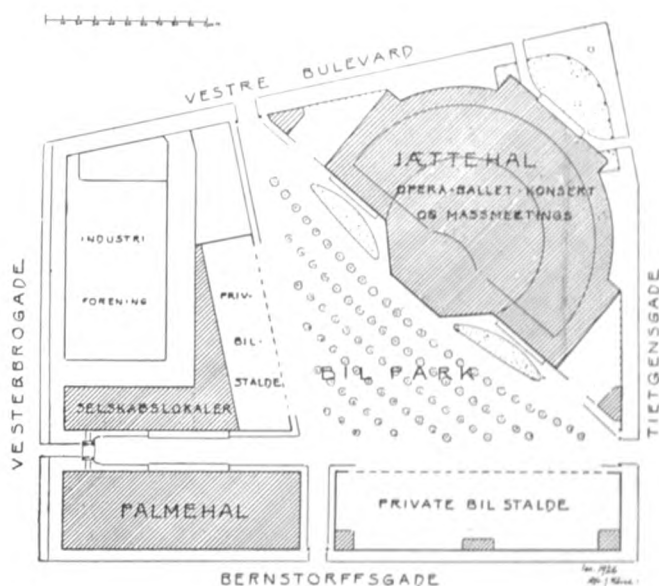 VESTRE BULEVARD
JÆTTEHAL
OPERA-BALLET-KONSERT
OG MASSMEETINGS
INDUSTRI
FORENING
PRIV-
BIL-
STALDE.
VESTERBROGADE
TIETGENSGADE
BIL PARK
SELSKABSLOKALER
PALMEHAL
PRIVATE BIL STALDE
BERNSTORFFSGADE
1926